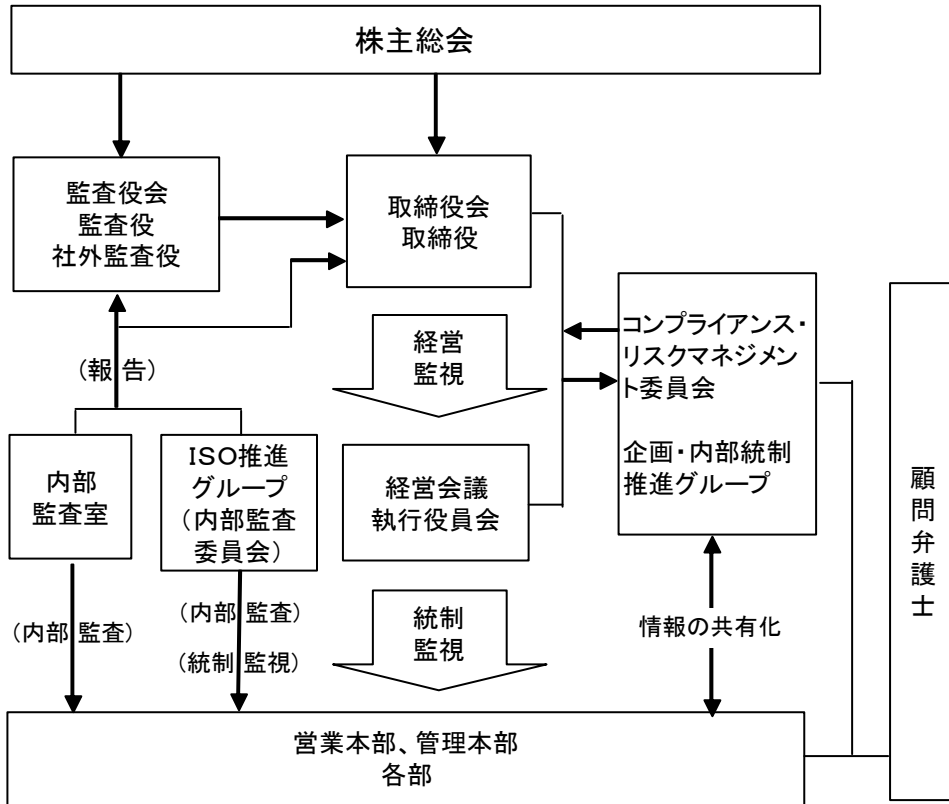 株主総会
監査役会
監査役
社外監査役
取締役会
取締役
コンプライアンス・
リスクマネジメン
ト委員会
企画・内部統制
推進グループ
経営
監視
(報 告)
内部
監査室
ISO推進
グループ
(内部監査
委員会)
経営会議
執行役員会
顧問弁護士
(内部 監査)
(内部 監査)
(統制 監視)
統制
監視
情報の共有化
営業本部、管理本部
各部